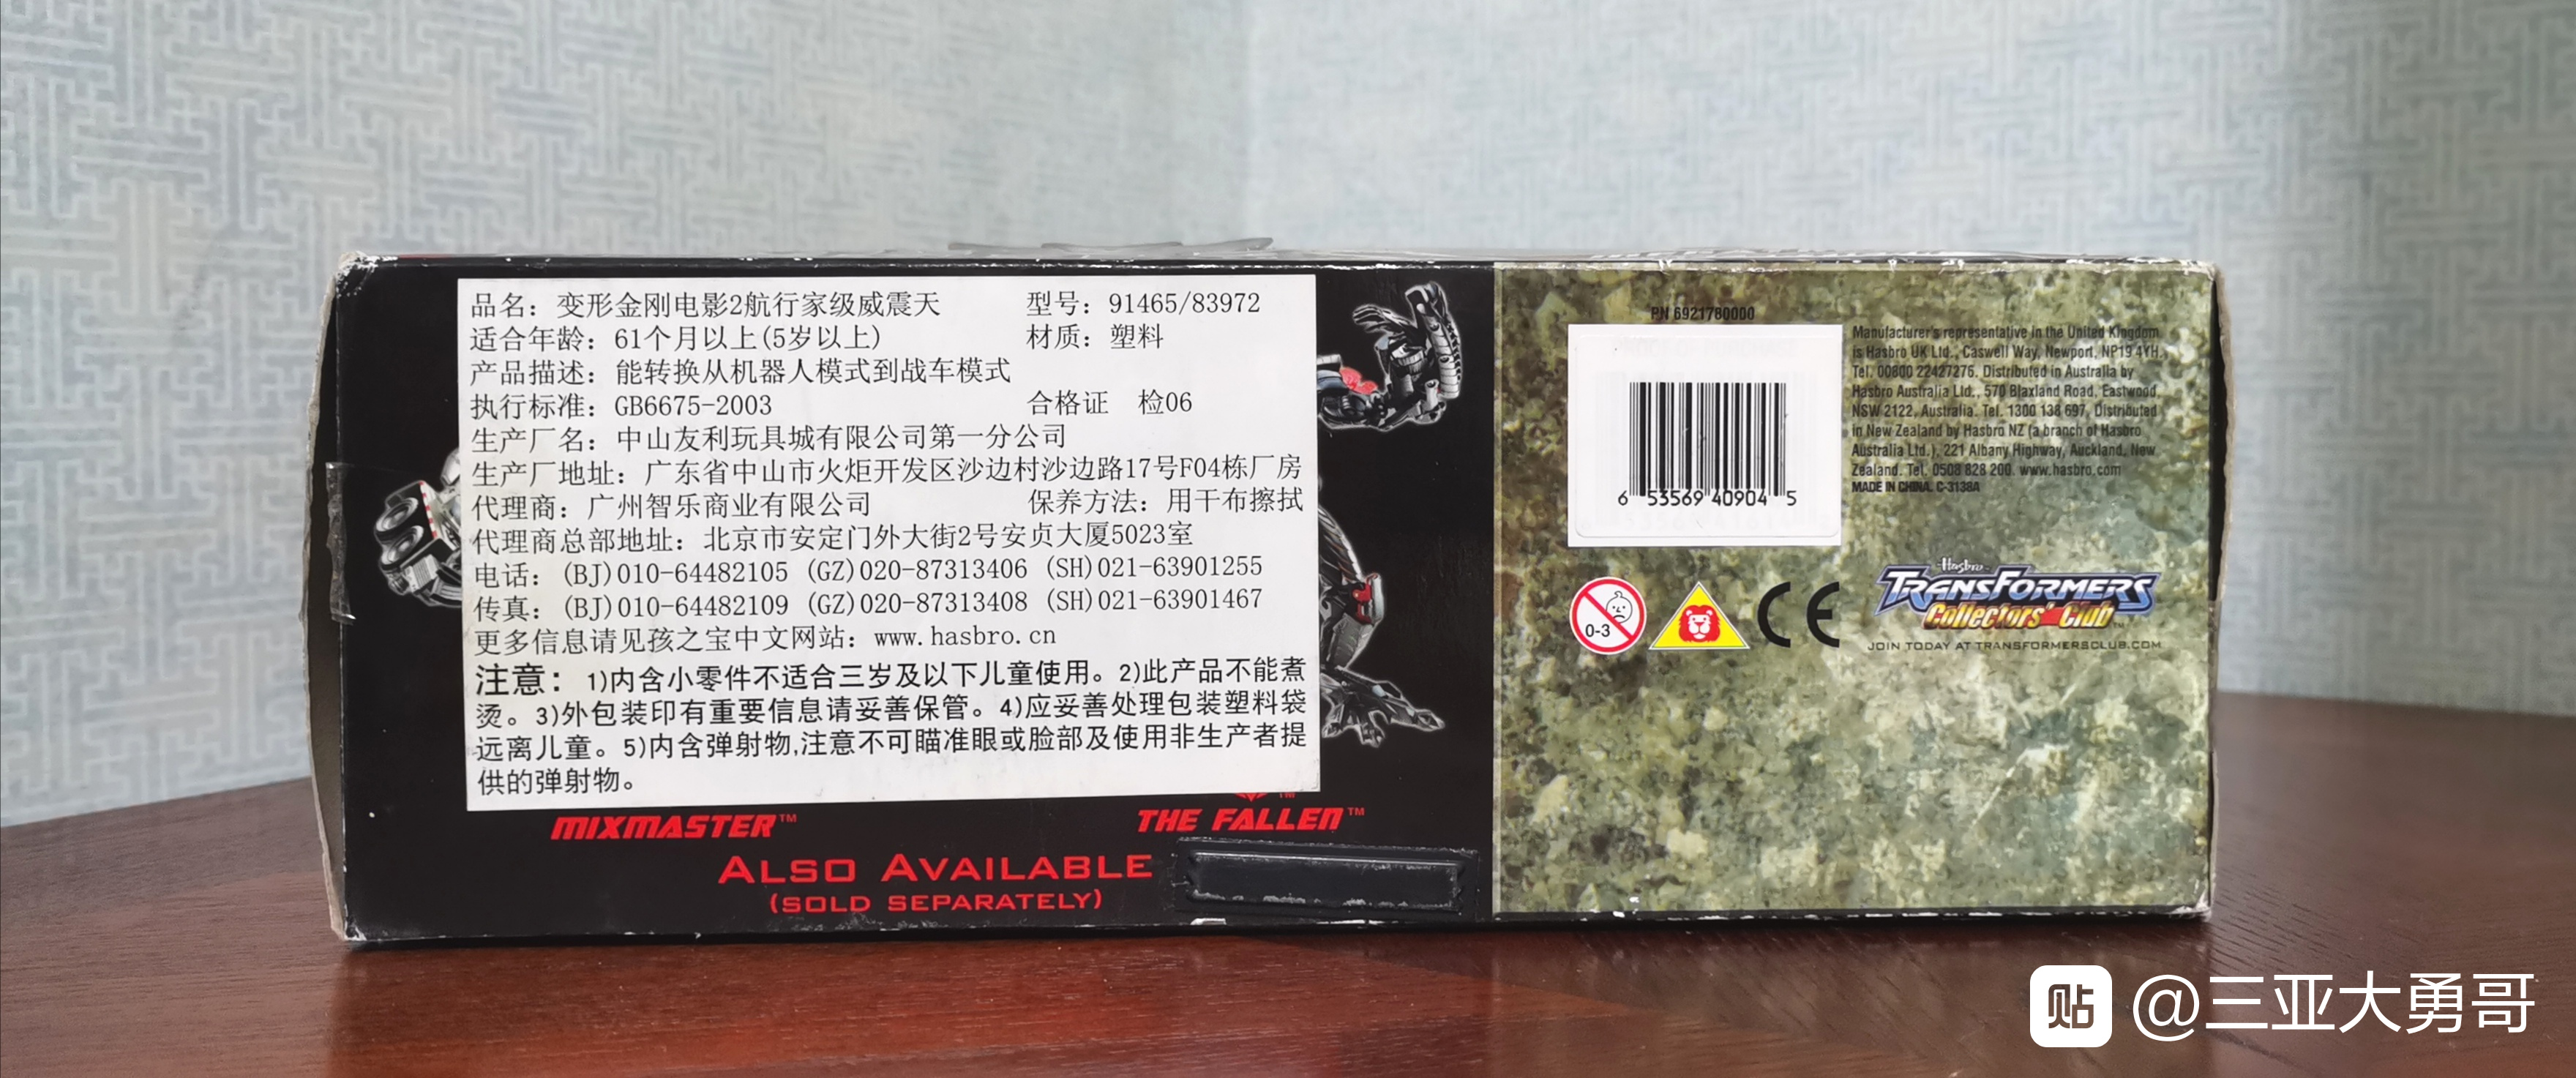 品名：变形金刚电影2航行家级威震天 型号：91465/83972
适合年龄：61个月以上(5岁以上) 材质：塑料
产品描述：能转换从机器人模式到战车模式
执行标准：GB6675-2003 合格证 检06
生产厂名：中山友利玩具城有限公司第一分公司
生产厂地址：广东省中山市火炬开发区沙边村沙边路17号F04栋厂房
代理商：广州智乐商业有限公司 保养方法：用干布擦拭
代理商总部地址：北京市安定门外大街2号安贞大厦5023室
电话：(BJ)010-64482105 (GZ)020-87313406 (SH)021-63901255
传真：(BJ)010-64482109 (GZ)020-87313408 (SH)021-63901467
更多信息请见孩之宝中文网站：www.hasbro.cn
注意：1)内含小零件不适合三岁及以下儿童使用。2)此产品不能煮
烫。3)外包装印有重要信息请妥善保管。4)应妥善处理包装塑料袋
远离儿童。5)内含弹射物,注意不可瞄准眼或脸部及使用非生产者提
供的弹射物。
MIXMASTER™
™
THE FALLEN™
ALSO AVAILABLE
(SOLD SEPARATELY)
PN 6921780000
6 53569 40904 5
Manufacturer's representative in the United Kingdom
is Hasbro UK Ltd., Caswell Way, Newport, NP19 4YH.
Tel. 00800 22427276. Distributed in Australia by
Hasbro Australia Ltd., 570 Blaxland Road, Eastwood,
NSW 2122, Australia. Tel. 1300 138 697. Distributed
in New Zealand by Hasbro NZ (a branch of Hasbro
Australia Ltd.), 221 Albany Highway, Auckland, New
Zealand. Tel. 0508 828 200. www.hasbro.com
MADE IN CHINA. C-3138A
0-3
CE
Hasbro
TRANSFORMERS
Collectors' Club™
JOIN TODAY AT TRANSFORMERSCLUB.COM
贴 @三亚大勇哥